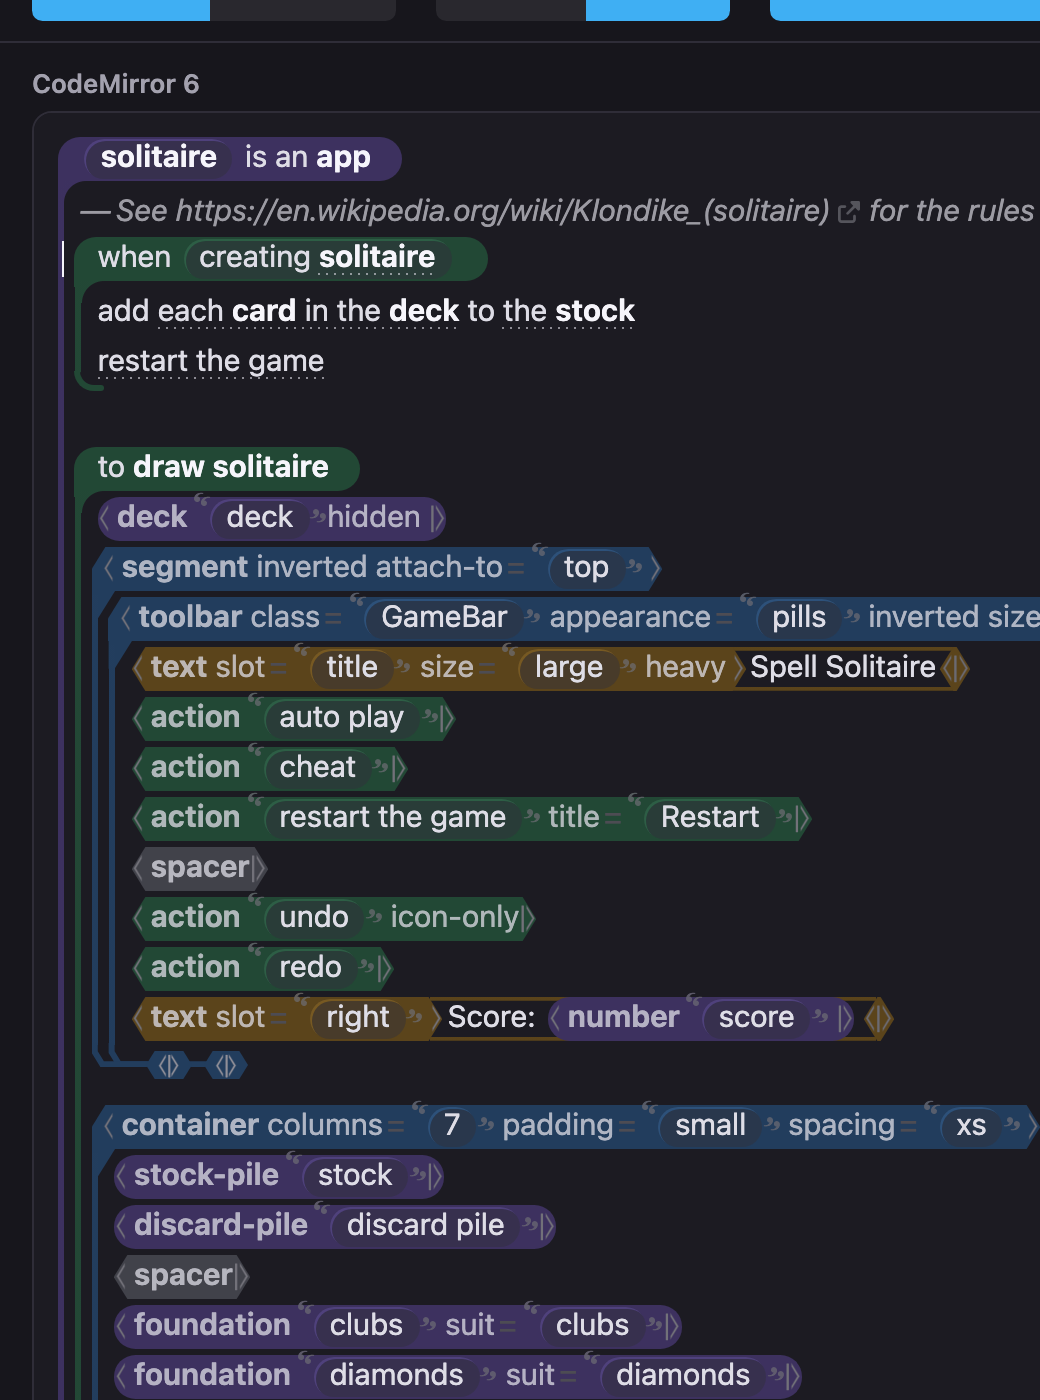 CodeMirror 6
solitaire is an app
— See https://en.wikipedia.org/wiki/Klondike_(solitaire) for the rules
when creating solitaire
add each card in the deck to the stock
restart the game
to draw solitaire
⟨deck “deck” hidden|⟩
⟨segment inverted attach-to=“top”⟩
⟨toolbar class=“GameBar” appearance=“pills” inverted size
⟨text slot=“title” size=“large” heavy⟩Spell Solitaire⟨|⟩
⟨action “auto play”|⟩
⟨action “cheat”|⟩
⟨action “restart the game” title=“Restart”|⟩
⟨spacer|⟩
⟨action “undo” icon-only|⟩
⟨action “redo”|⟩
⟨text slot=“right”⟩Score: ⟨number “score”|⟩⟨|⟩
⟨|⟩ ⟨|⟩
⟨container columns=“7” padding=“small” spacing=“xs”⟩
⟨stock-pile “stock”|⟩
⟨discard-pile “discard pile”|⟩
⟨spacer|⟩
⟨foundation “clubs” suit=“clubs”|⟩
⟨foundation “diamonds” suit=“diamonds”|⟩